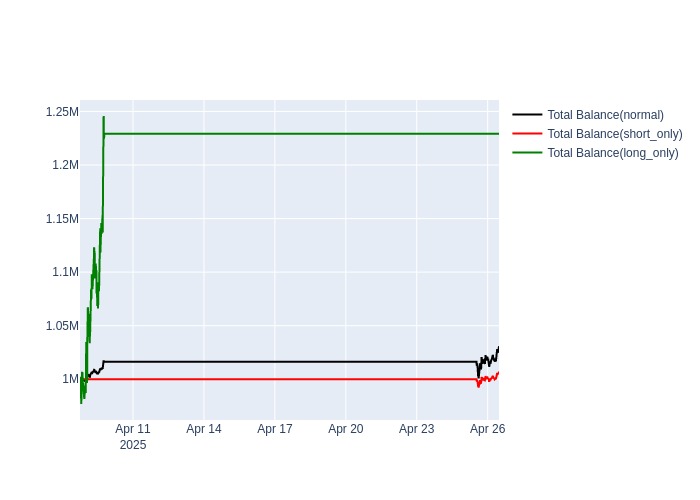 1.25M
1.2M
1.15M
1.1M
1.05M
1M
Apr 11
2025
Apr 14
Apr 17
Apr 20
Apr 23
Apr 26
Total Balance(normal)
Total Balance(short_only)
Total Balance(long_only)